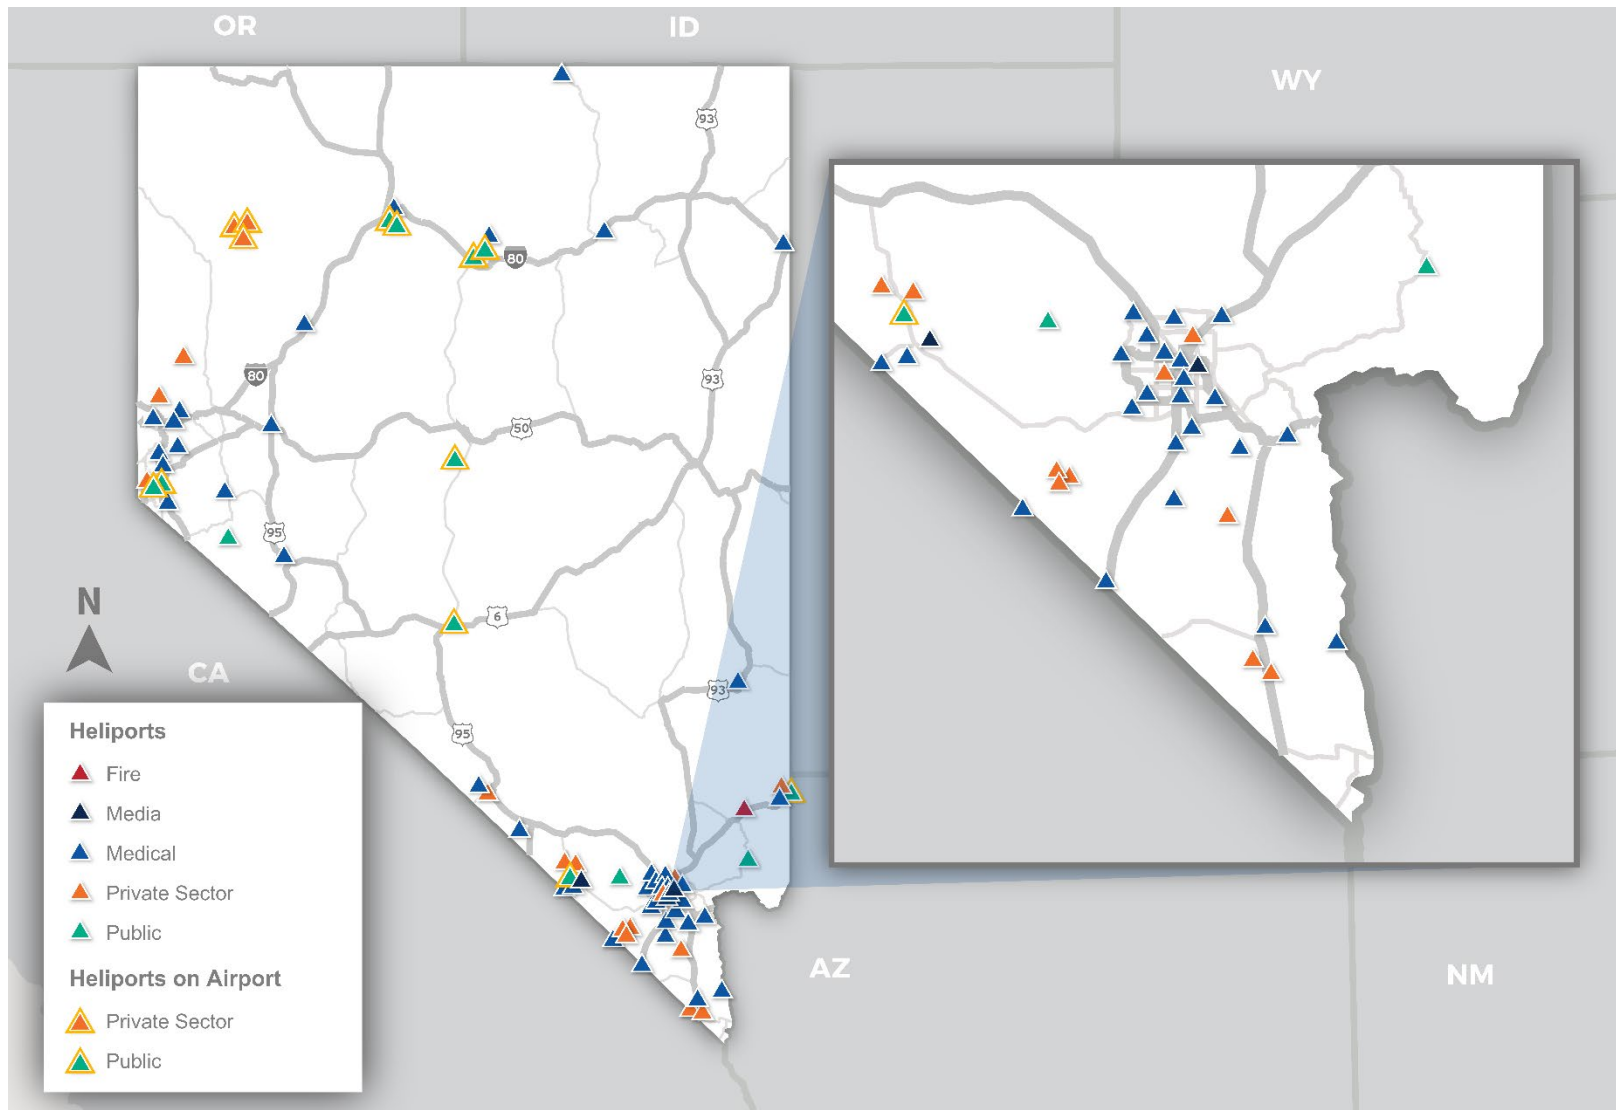 OR
ID
WY
93
80
80
93
50
95
N
6
CA
93
95
Heliports
Fire
Media
Medical
Private Sector
Public
Heliports on Airport
Private Sector
Public
AZ
NM